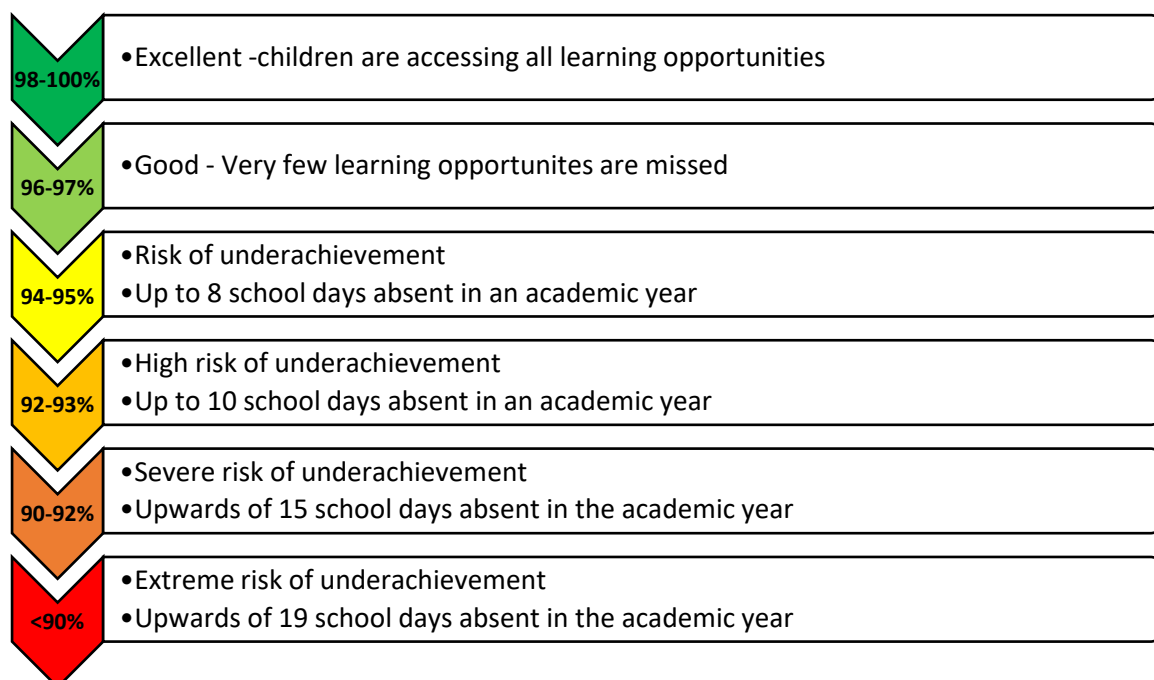 98-100%
•Excellent -children are accessing all learning opportunities
96-97%
•Good - Very few learning opportunites are missed
94-95%
•Risk of underachievement
•Up to 8 school days absent in an academic year
92-93%
•High risk of underachievement
•Up to 10 school days absent in an academic year
90-92%
•Severe risk of underachievement
•Upwards of 15 school days absent in the academic year
<90%
•Extreme risk of underachievement
•Upwards of 19 school days absent in the academic year